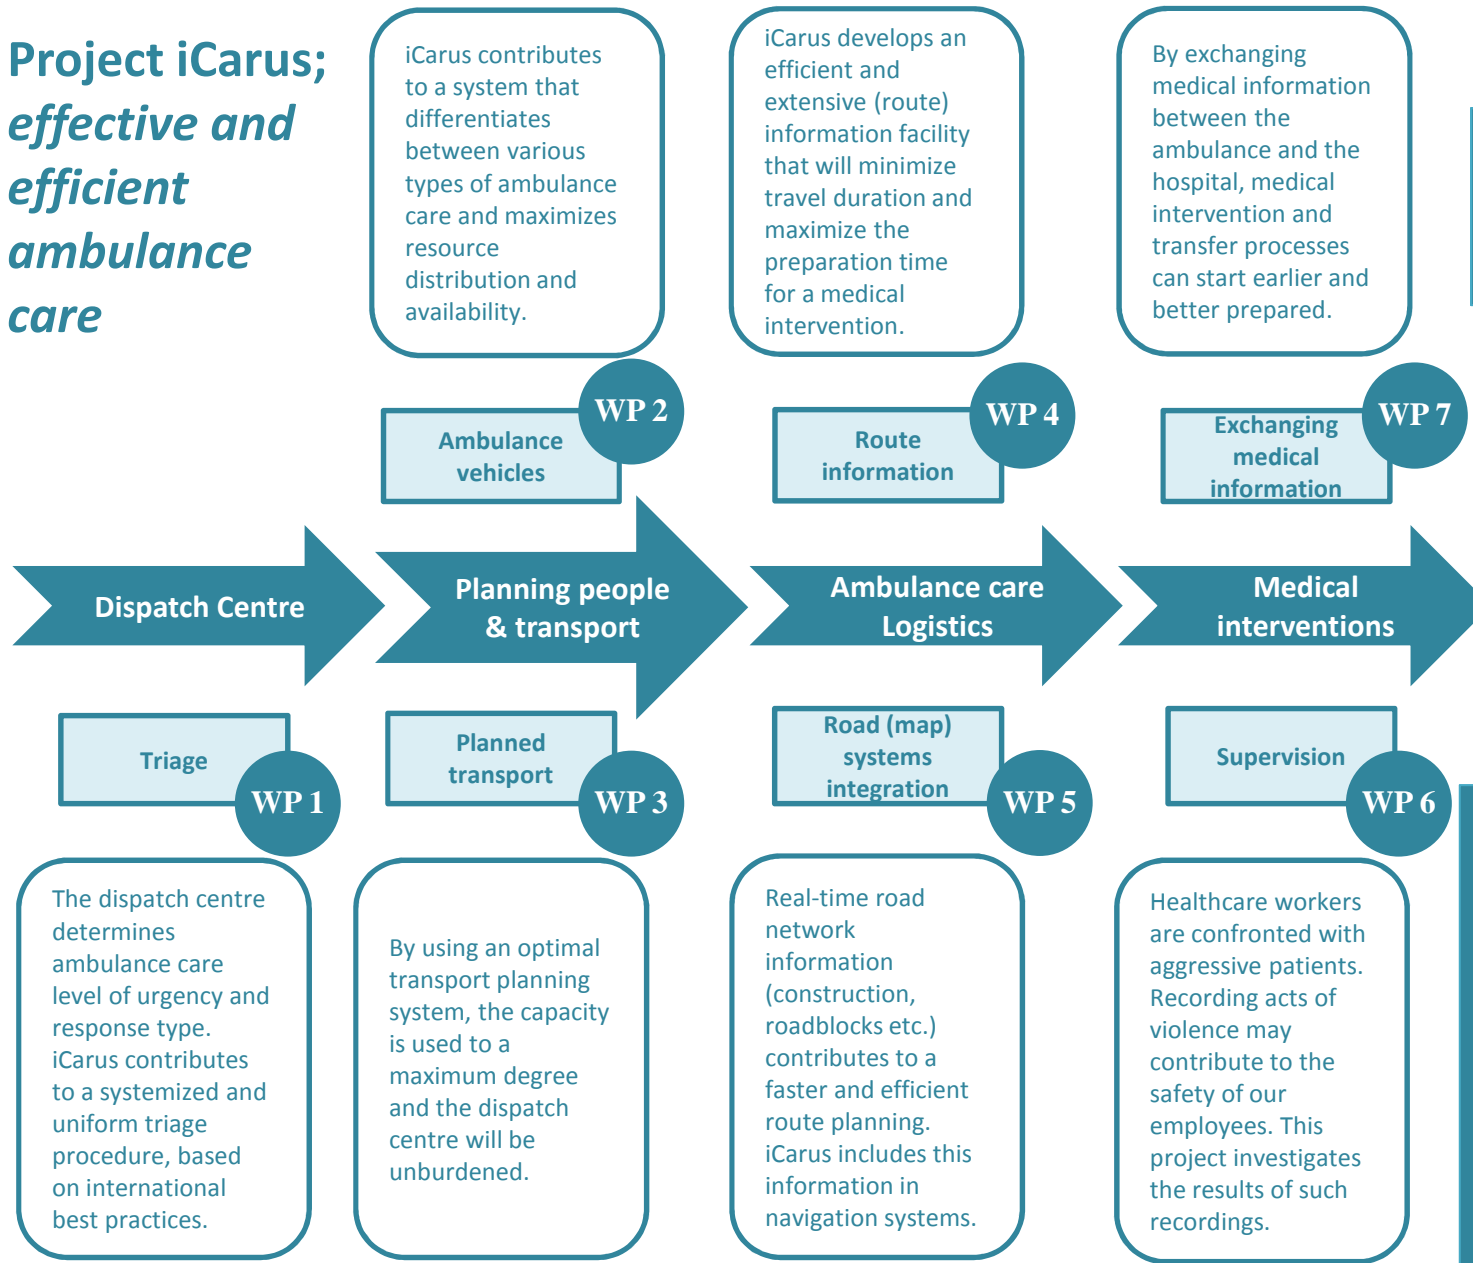 Project iCarus;
effective and
efficient
ambulance
care
iCarus contributes
to a system that
differentiates
between various
types of ambulance
care and maximizes
resource
distribution and
availability.
iCarus develops an
efficient and
extensive (route)
information facility
that will minimize
travel duration and
maximize the
preparation time
for a medical
intervention.
By exchanging
medical information
between the
ambulance and the
hospital, medical
intervention and
transfer processes
can start earlier and
better prepared.
WP 2
Ambulance
vehicles
WP 4
Route
information
WP 7
Exchanging
medical
information
Dispatch Centre
Planning people
& transport
Ambulance care
Logistics
Medical
interventions
Triage
WP 1
Planned
transport
WP 3
Road (map)
systems
integration
WP 5
Supervision
WP 6
The dispatch centre
determines
ambulance care
level of urgency and
response type.
iCarus contributes
to a systemized and
uniform triage
procedure, based
on international
best practices.
By using an optimal
transport planning
system, the capacity
is used to a
maximum degree
and the dispatch
centre will be
unburdened.
Real-time road
network
information
(construction,
roadblocks etc.)
contributes to a
faster and efficient
route planning.
iCarus includes this
information in
navigation systems.
Healthcare workers
are confronted with
aggressive patients.
Recording acts of
violence may
contribute to the
safety of our
employees. This
project investigates
the results of such
recordings.